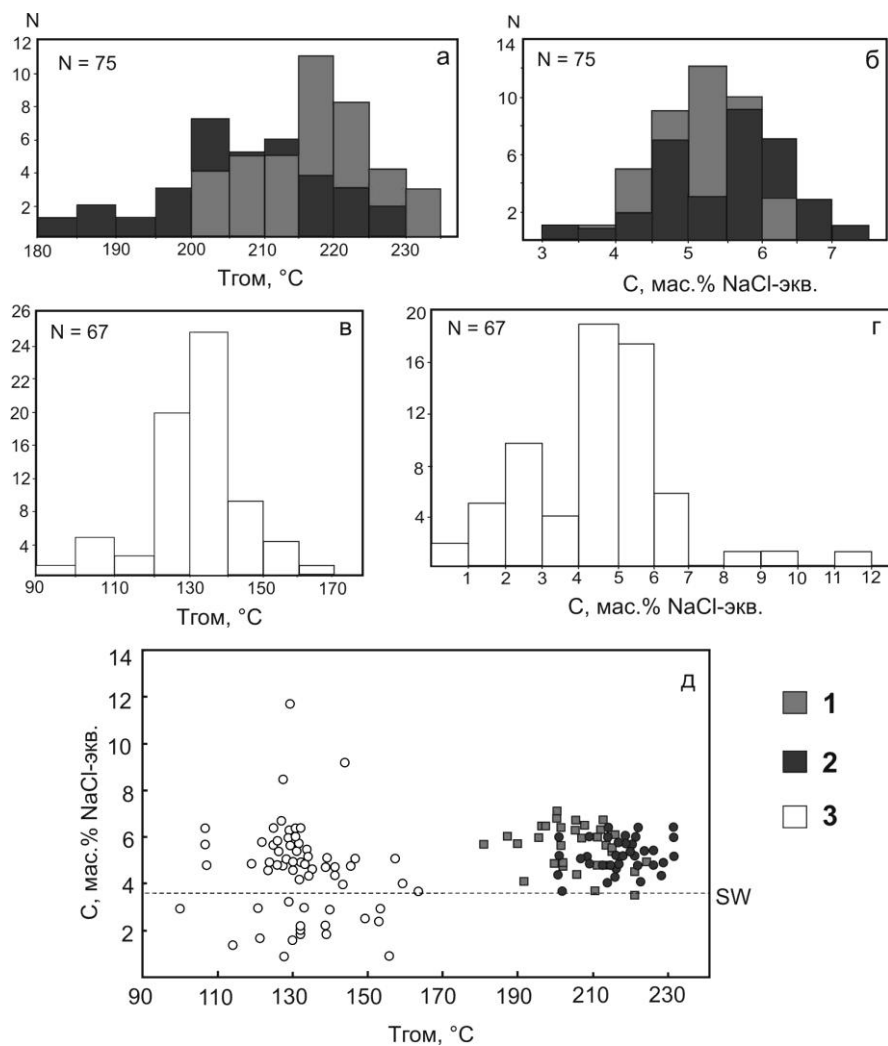 N
12
10
8
6
4
2
N = 75
а
180 190 200 210 220 230
Тгом, °C
N
14
10
6
2
N = 75
б
3 4 5 6 7
С, мас.% NaCl-экв.
26
24
20
16
12
8
4
N = 67
в
90 110 130 150 170
Тгом, °C
20
16
12
8
4
N = 67
г
1 2 3 4 5 6 7 8 9 10 11 12
С, мас.% NaCl-экв.
14
12
10
8
6
4
2
С, мас.% NaCl-экв.
д
SW
90 110 130 150 170 190 210 230
Тгом, °C
1
2
3